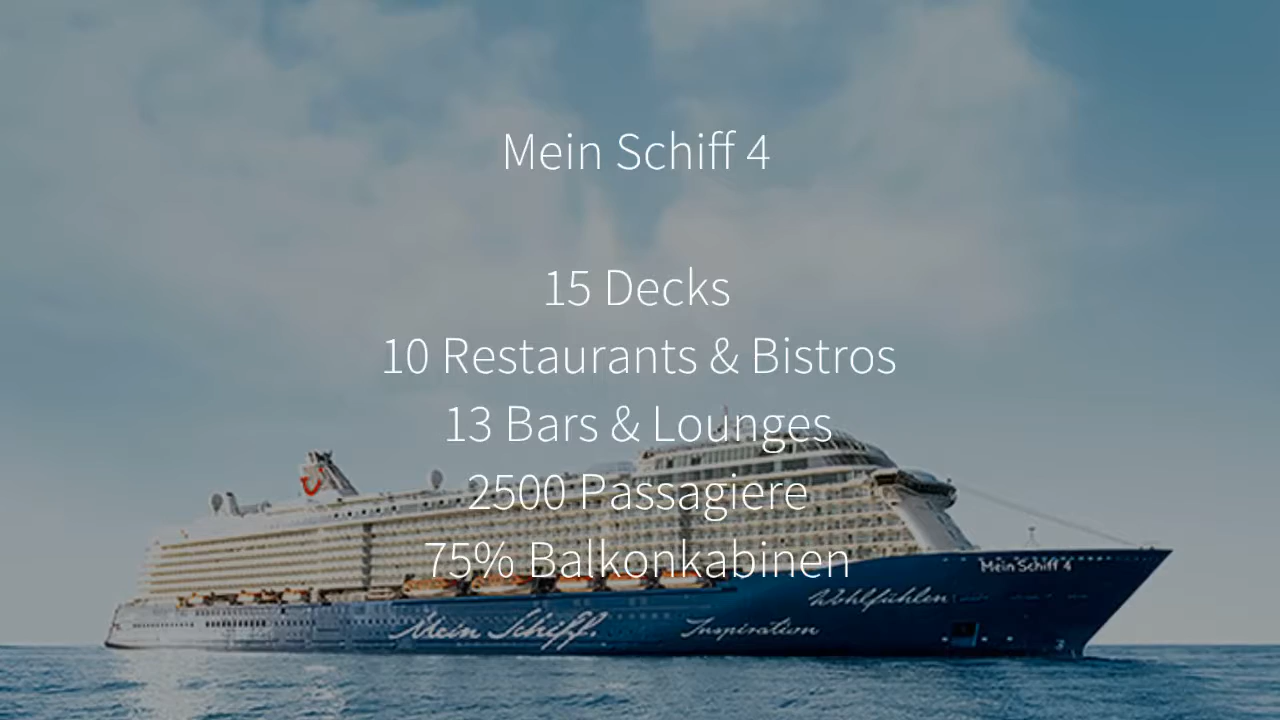 Mein Schiff 4
15 Decks
10 Restaurants & Bistros
13 Bars & Lounges
2500 Passagiere
75% Balkonkabinen
Mein Schiff 4
Wohlfühlen
Mein Schiff.
Inspiration